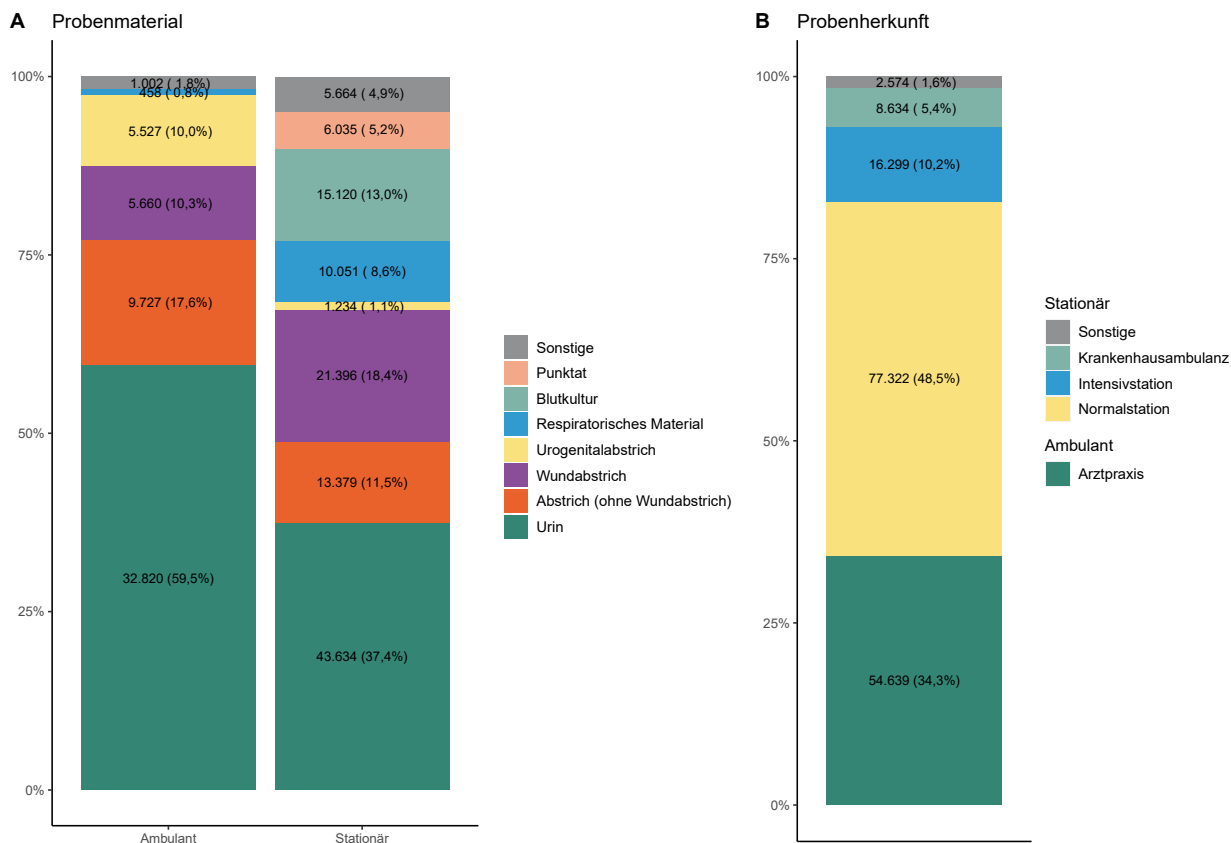 A Probenmaterial
100%
75%
50%
25%
0%
1.002 ( 1,8%)
458 ( 0,8%)
5.527 (10,0%)
5.660 (10,3%)
9.727 (17,6%)
32.820 (59,5%)
Ambulant
5.664 ( 4,9%)
6.035 ( 5,2%)
15.120 (13,0%)
10.051 ( 8,6%)
1.234 ( 1,1%)
21.396 (18,4%)
13.379 (11,5%)
43.634 (37,4%)
Stationär
Sonstige
Punktat
Blutkultur
Respiratorisches Material
Urogenitalabstrich
Wundabstrich
Abstrich (ohne Wundabstrich)
Urin
B Probenherkunft
100%
75%
50%
25%
0%
2.574 ( 1,6%)
8.634 ( 5,4%)
16.299 (10,2%)
77.322 (48,5%)
54.639 (34,3%)
Stationär
Sonstige
Krankenhausambulanz
Intensivstation
Normalstation
Ambulant
Arztpraxis